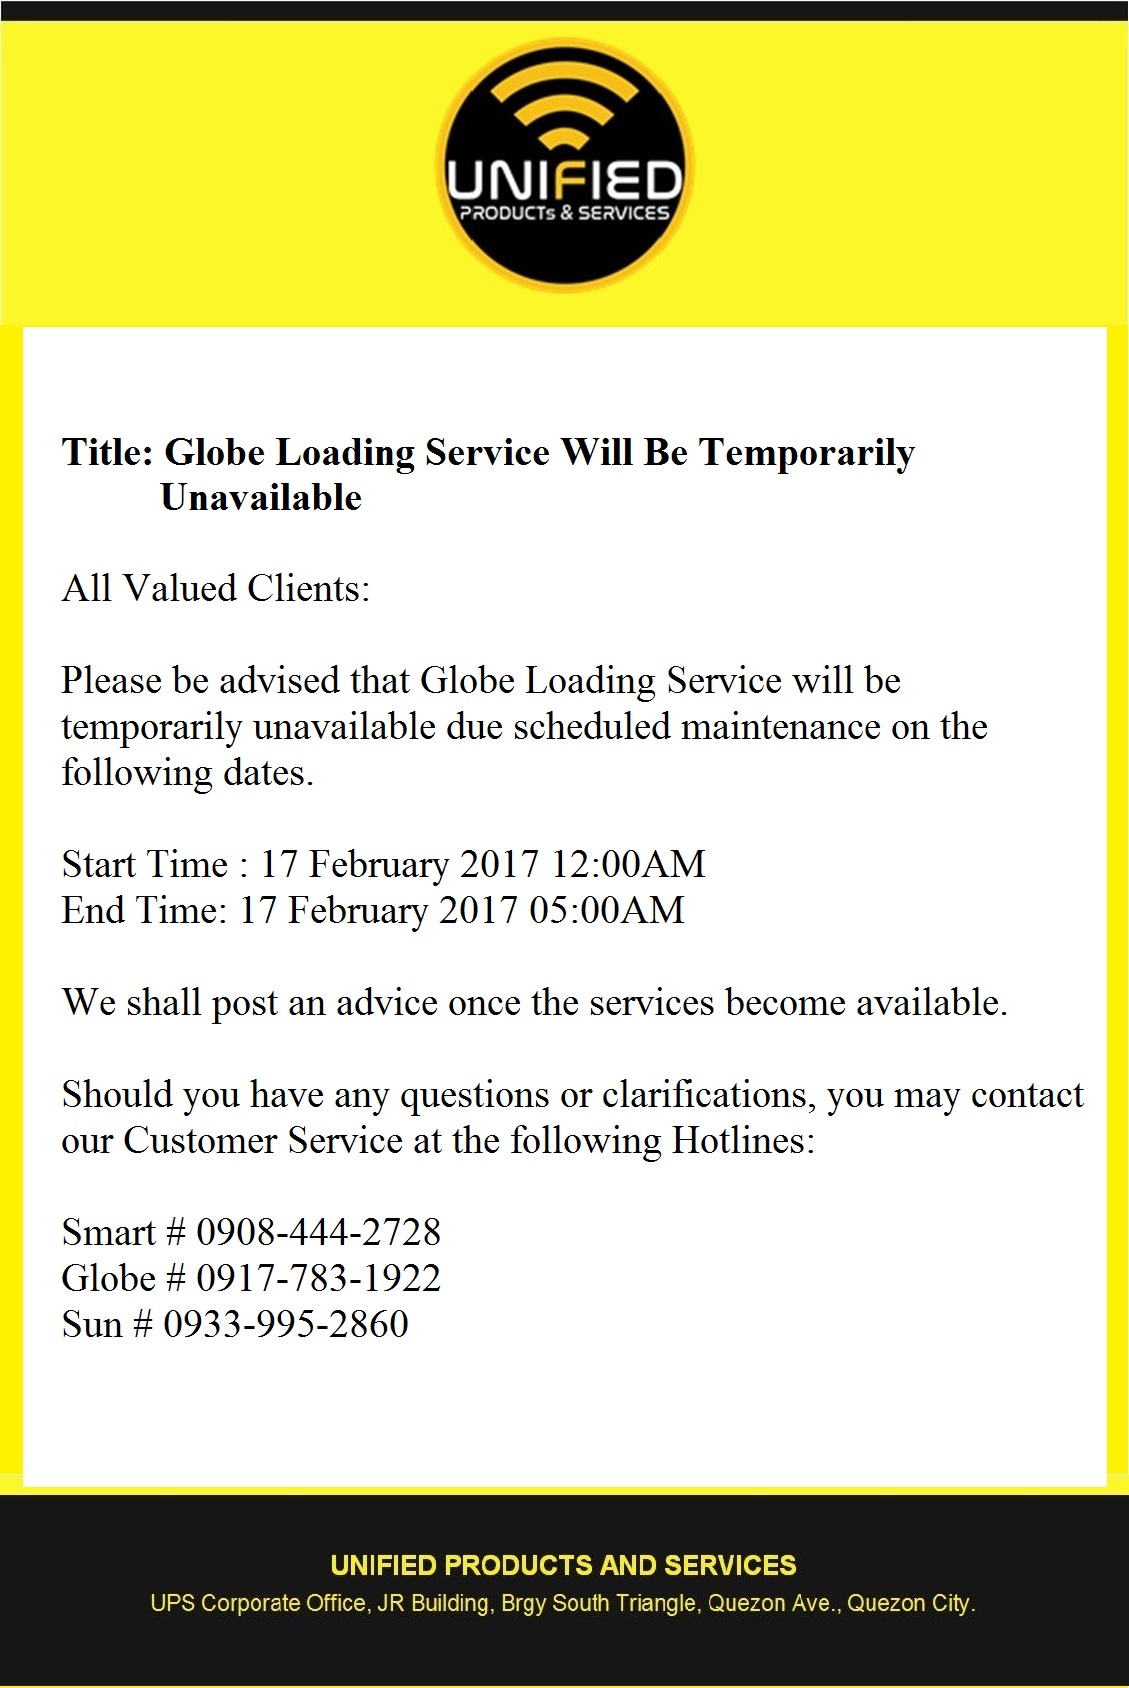 UNIFIED
PRODUCTs & SERVICES
Title: Globe Loading Service Will Be Temporarily
Unavailable
All Valued Clients:
Please be advised that Globe Loading Service will be
temporarily unavailable due scheduled maintenance on the
following dates.
Start Time : 17 February 2017 12:00AM
End Time: 17 February 2017 05:00AM
We shall post an advice once the services become available.
Should you have any questions or clarifications, you may contact
our Customer Service at the following Hotlines:
Smart # 0908-444-2728
Globe # 0917-783-1922
Sun # 0933-995-2860
UNIFIED PRODUCTS AND SERVICES
UPS Corporate Office, JR Building, Brgy South Triangle, Quezon Ave., Quezon City.